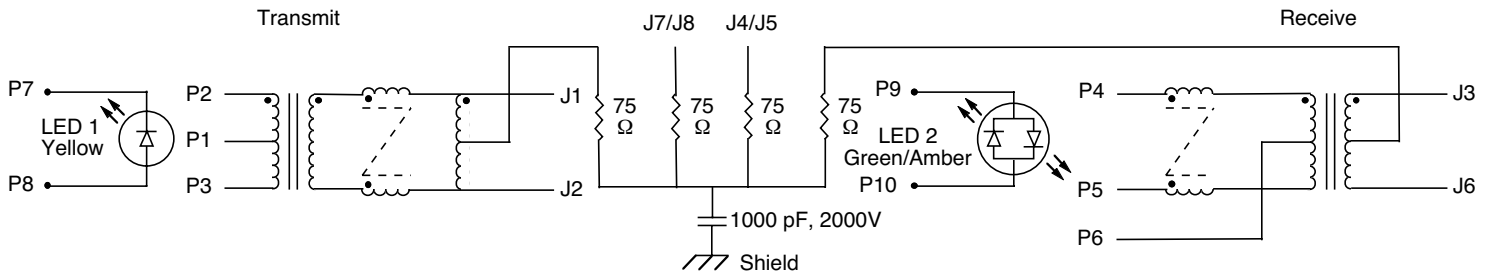 Transmit
J7/J8
J4/J5
Receive
P7
P8
LED 1
Yellow
P2
P1
P3
J1
J2
75
Ω
75
Ω
75
Ω
75
Ω
1000 pF, 2000V
Shield
P9
LED 2
Green/Amber
P10
P4
P5
P6
J3
J6